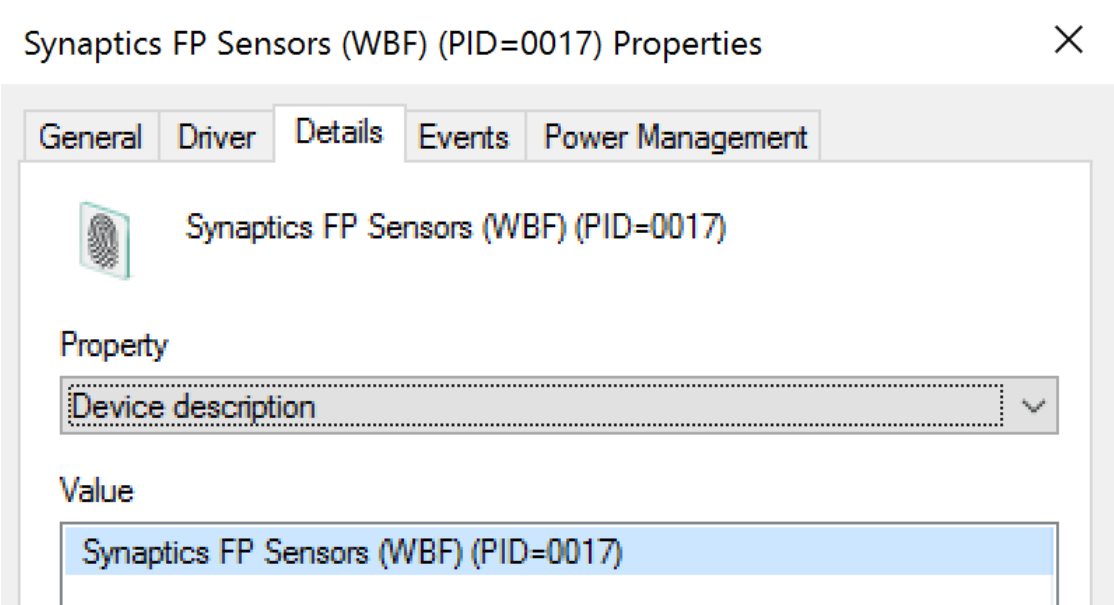 Synaptics FP Sensors (WBF) (PID=0017) Properties
General Driver Details Events Power Management
Synaptics FP Sensors (WBF) (PID=0017)
Property
Device description
Value
Synaptics FP Sensors (WBF) (PID=0017)